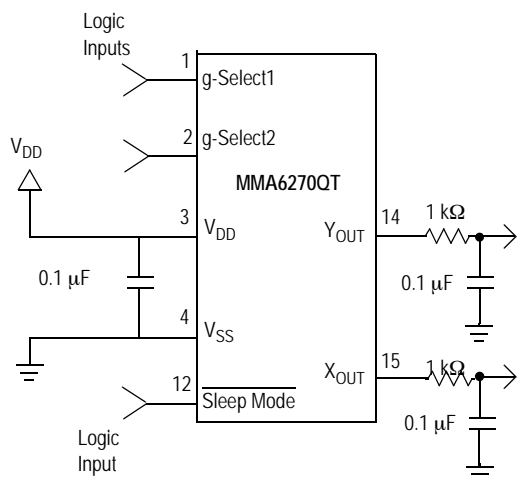 Logic
Inputs
1
g-Select1
2
g-Select2
V_DD
MMA6270QT
3
V_DD
14
Y_OUT
1 kΩ
0.1 μF
0.1 μF
4
V_SS
15
X_OUT
1 kΩ
12
Sleep Mode
0.1 μF
Logic
Input